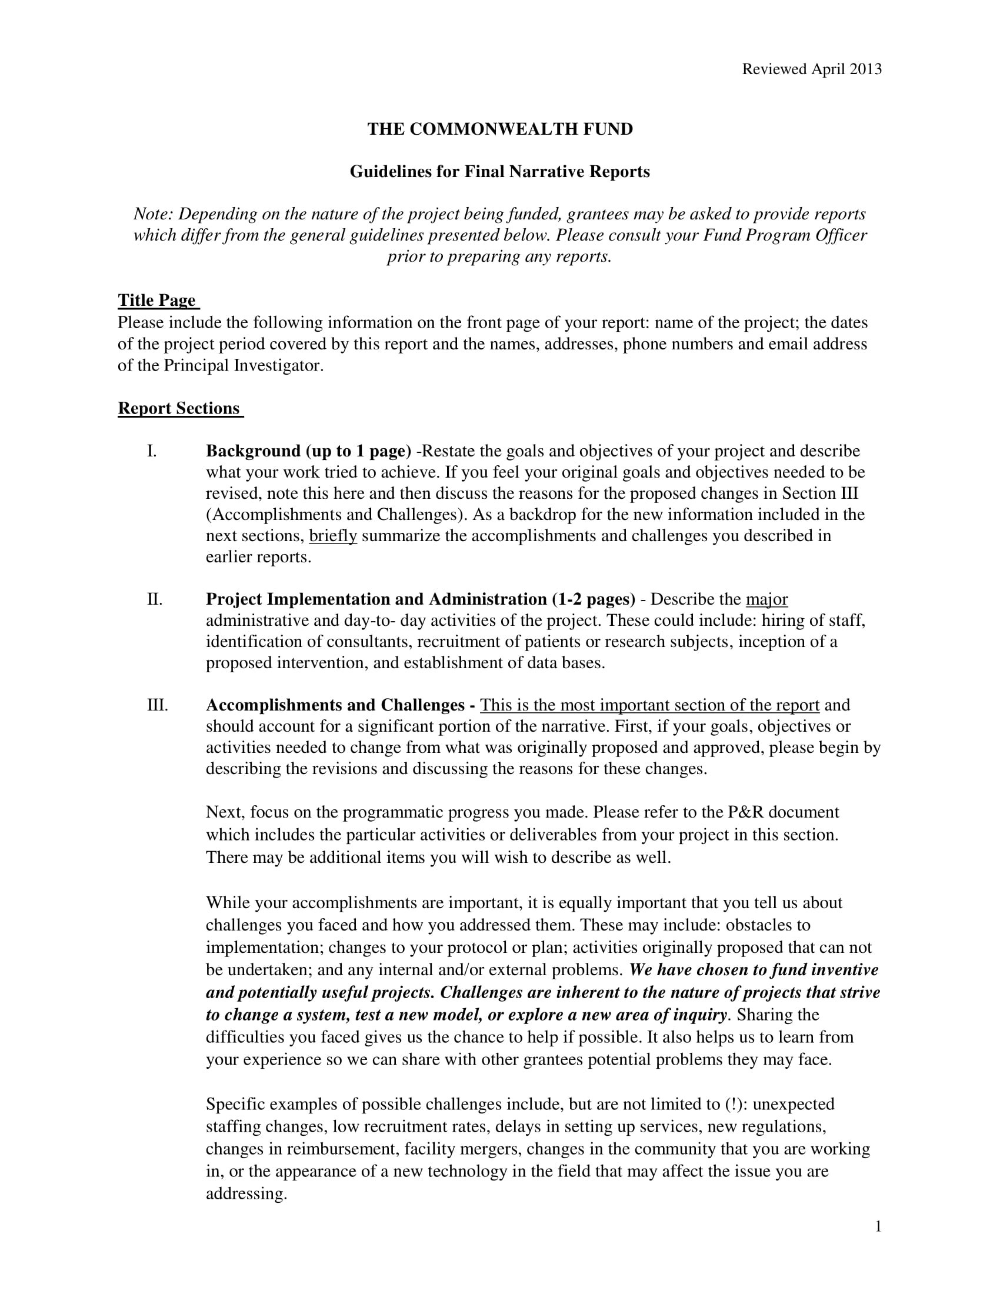 Reviewed April 2013
THE COMMONWEALTH FUND
Guidelines for Final Narrative Reports
Note: Depending on the nature of the project being funded, grantees may be asked to provide reports
which differ from the general guidelines presented below. Please consult your Fund Program Officer
prior to preparing any reports.
Title Page
Please include the following information on the front page of your report: name of the project; the dates
of the project period covered by this report and the names, addresses, phone numbers and email address
of the Principal Investigator.
Report Sections
I. Background (up to 1 page) -Restate the goals and objectives of your project and describe
what your work tried to achieve. If you feel your original goals and objectives needed to be
revised, note this here and then discuss the reasons for the proposed changes in Section III
(Accomplishments and Challenges). As a backdrop for the new information included in the
next sections, briefly summarize the accomplishments and challenges you described in
earlier reports.
II. Project Implementation and Administration (1-2 pages) - Describe the major
administrative and day-to- day activities of the project. These could include: hiring of staff,
identification of consultants, recruitment of patients or research subjects, inception of a
proposed intervention, and establishment of data bases.
III. Accomplishments and Challenges - This is the most important section of the report and
should account for a significant portion of the narrative. First, if your goals, objectives or
activities needed to change from what was originally proposed and approved, please begin by
describing the revisions and discussing the reasons for these changes.
Next, focus on the programmatic progress you made. Please refer to the P&R document
which includes the particular activities or deliverables from your project in this section.
There may be additional items you will wish to describe as well.
While your accomplishments are important, it is equally important that you tell us about
challenges you faced and how you addressed them. These may include: obstacles to
implementation; changes to your protocol or plan; activities originally proposed that can not
be undertaken; and any internal and/or external problems. We have chosen to fund inventive
and potentially useful projects. Challenges are inherent to the nature of projects that strive
to change a system, test a new model, or explore a new area of inquiry. Sharing the
difficulties you faced gives us the chance to help if possible. It also helps us to learn from
your experience so we can share with other grantees potential problems they may face.
Specific examples of possible challenges include, but are not limited to (!): unexpected
staffing changes, low recruitment rates, delays in setting up services, new regulations,
changes in reimbursement, facility mergers, changes in the community that you are working
in, or the appearance of a new technology in the field that may affect the issue you are
addressing.
1